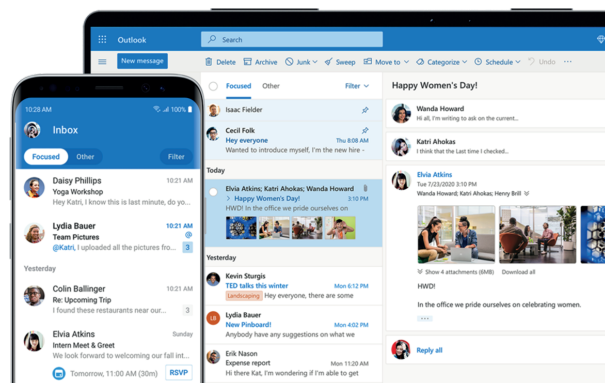 Outlook
Search
New message
Delete
Archive
Junk
Sweep
Move to
Categorize
Schedule
Undo
Focused
Other
Filter
Isaac Fielder
Cecil Folk
Hey everyone
Thu 8:08 AM
Wanted to introduce myself, I'm the new hire -
Today
Elvia Atkins; Katri Ahokas; Wanda Howard
> Happy Women's Day!
3:10 PM
HWD! In the office we pride ourselves on
Yesterday
Kevin Sturgis
TED talks this winter
Mon 6:12 PM
Landscaping Hey everyone, there are some
LB
Lydia Bauer
New Pinboard!
Mon 4:02 PM
Anybody have any suggestions on what we
Erik Nason
Expense report
Mon 11:20 AM
Hi there Kat, I'm wondering if I'm able to get
Happy Women's Day!
Wanda Howard
Hi all, I'm writing to ask on the current...
Katri Ahokas
I think that the Last time I checked...
Elvia Atkins
Tue 7/23/2020 3:10 PM
Wanda Howard; Katri Ahokas; Henry Brill
Show 4 attachments (6MB)
Download all
HWD!
In the office we pride ourselves on celebrating women.
Reply all
10:28 AM
100%
Inbox
Focused
Other
Filter
Daisy Phillips
10:21 AM
Yoga Workshop
Hey Katri, I know this is last minute, do yo...
Lydia Bauer
10:21 AM
Team Pictures
@
@Katri, I uploaded all the pictures fro...
3
Yesterday
Colin Ballinger
10:21 AM
Re: Upcoming Trip
I found these restaurants near our...
3
Elvia Atkins
Sunday
Intern Meet & Greet
We look forward to welcoming our fall int...
Tomorrow, 11:00 AM (30m)
RSVP